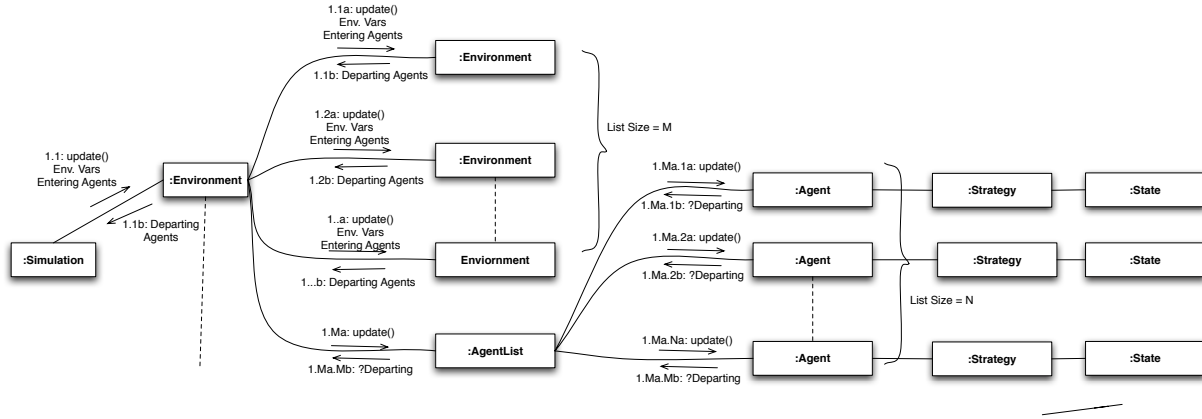 1.1a: update()
Env. Vars
Entering Agents
:Environment
1.1b: Departing Agents
1.2a: update()
Env. Vars
Entering Agents
:Environment
1.2b: Departing Agents
List Size = M
1.1: update()
Env. Vars
Entering Agents
:Environment
1.1b: Departing
Agents
:Simulation
1..a: update()
Env. Vars
Entering Agents
Enviornment
1...b: Departing Agents
1.Ma: update()
:AgentList
1.Ma.Mb: ?Departing
1.Ma.1a: update()
:Agent
:Strategy
:State
1.Ma.1b: ?Departing
1.Ma.2a: update()
:Agent
:Strategy
:State
1.Ma.2b: ?Departing
List Size = N
1.Ma.Na: update()
:Agent
:Strategy
:State
1.Ma.Mb: ?Departing